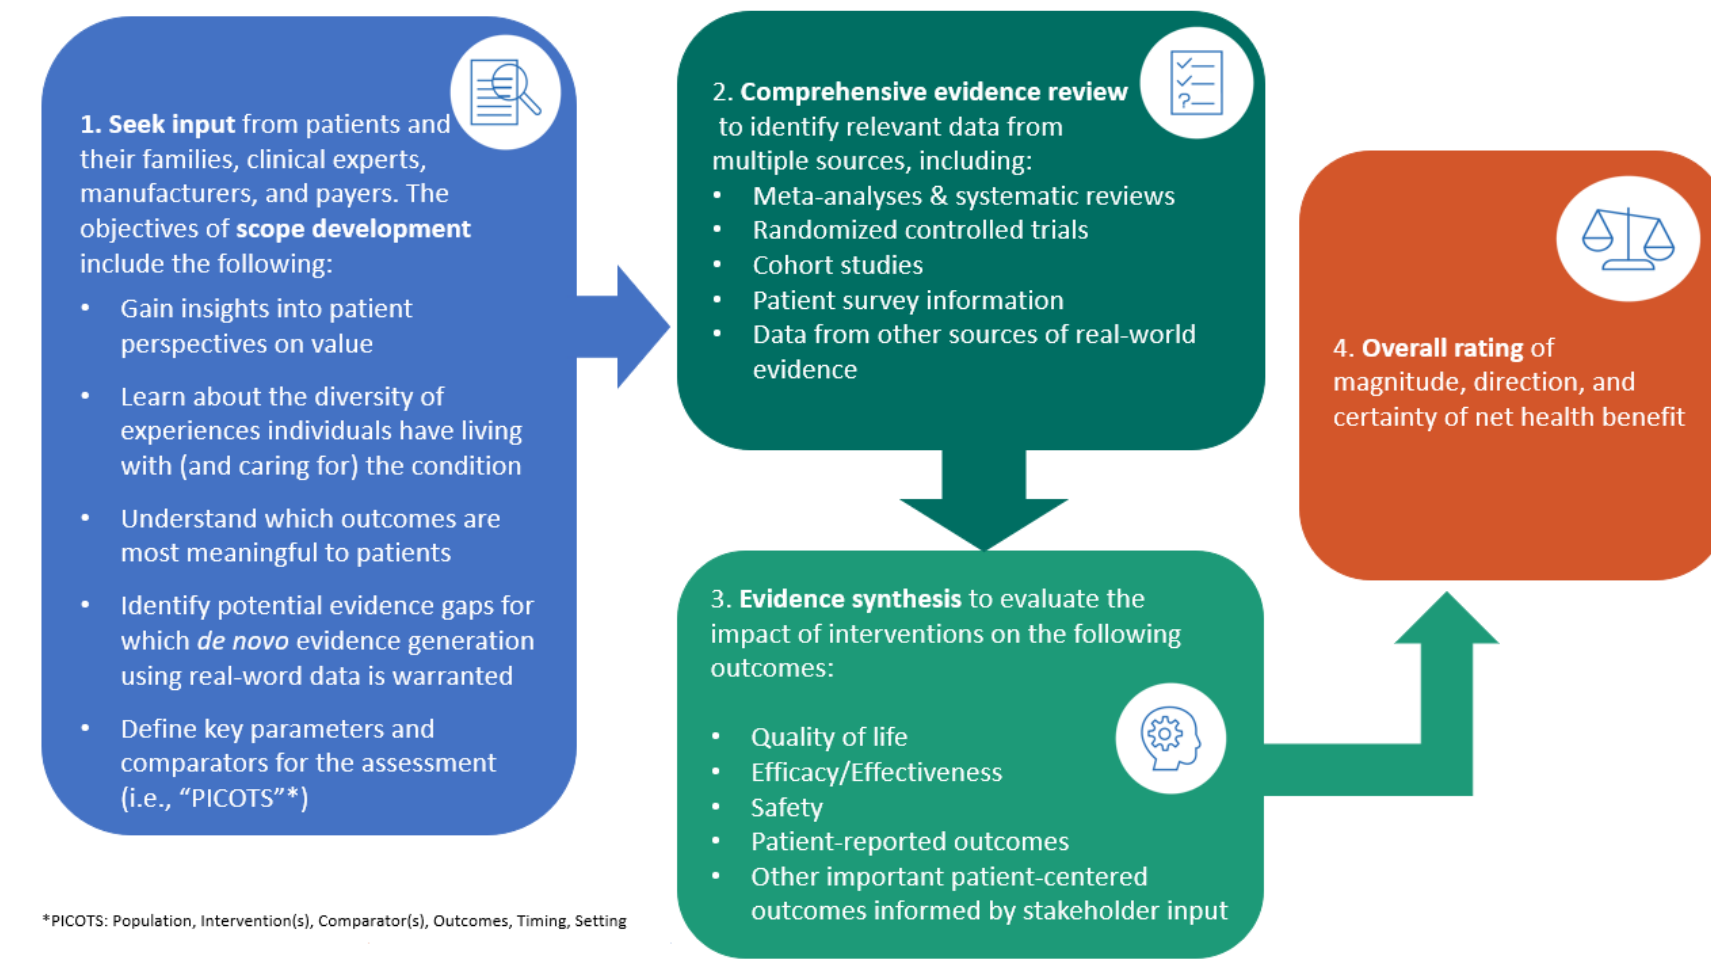 1. Seek input from patients and
their families, clinical experts,
manufacturers, and payers. The
objectives of scope development
include the following:
• Gain insights into patient
perspectives on value
• Learn about the diversity of
experiences individuals have living
with (and caring for) the condition
• Understand which outcomes are
most meaningful to patients
• Identify potential evidence gaps for
which de novo evidence generation
using real-word data is warranted
• Define key parameters and
comparators for the assessment
(i.e., “PICOTS”*)
*PICOTS: Population, Intervention(s), Comparator(s), Outcomes, Timing, Setting
2. Comprehensive evidence review
to identify relevant data from
multiple sources, including:
• Meta-analyses & systematic reviews
• Randomized controlled trials
• Cohort studies
• Patient survey information
• Data from other sources of real-world
evidence
3. Evidence synthesis to evaluate the
impact of interventions on the following
outcomes:
• Quality of life
• Efficacy/Effectiveness
• Safety
• Patient-reported outcomes
• Other important patient-centered
outcomes informed by stakeholder input
4. Overall rating of
magnitude, direction, and
certainty of net health benefit